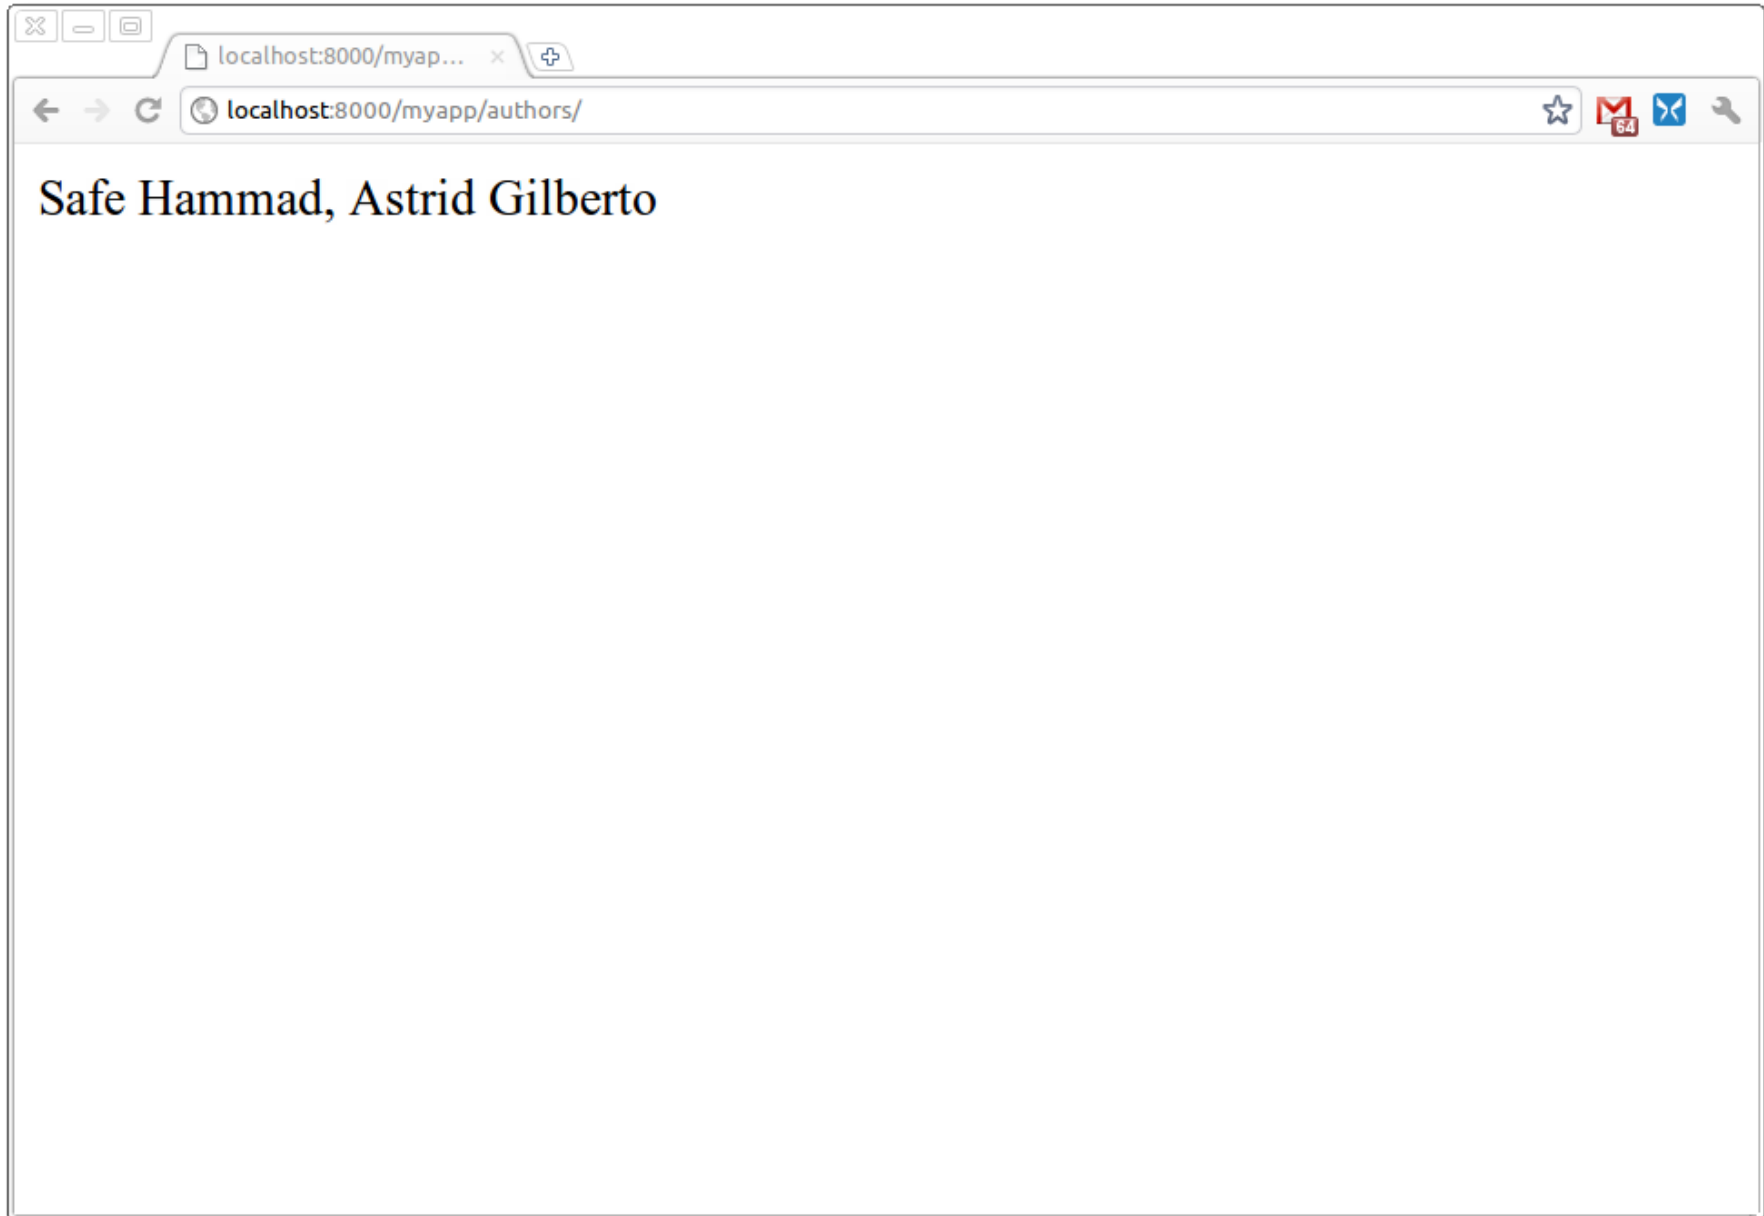 localhost:8000/myap...
localhost:8000/myapp/authors/
64
Safe Hammad, Astrid Gilberto